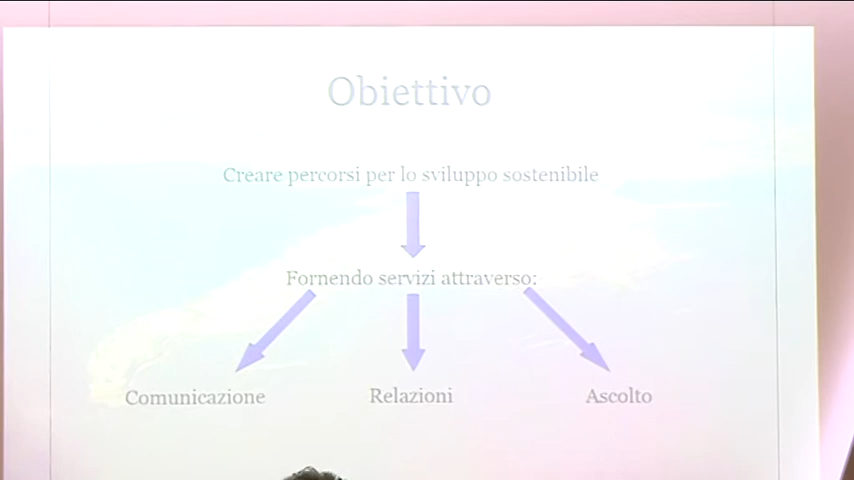 Obiettivo
Creare percorsi per lo sviluppo sostenibile
Fornendo servizi attraverso:
Comunicazione
Relazioni
Ascolto